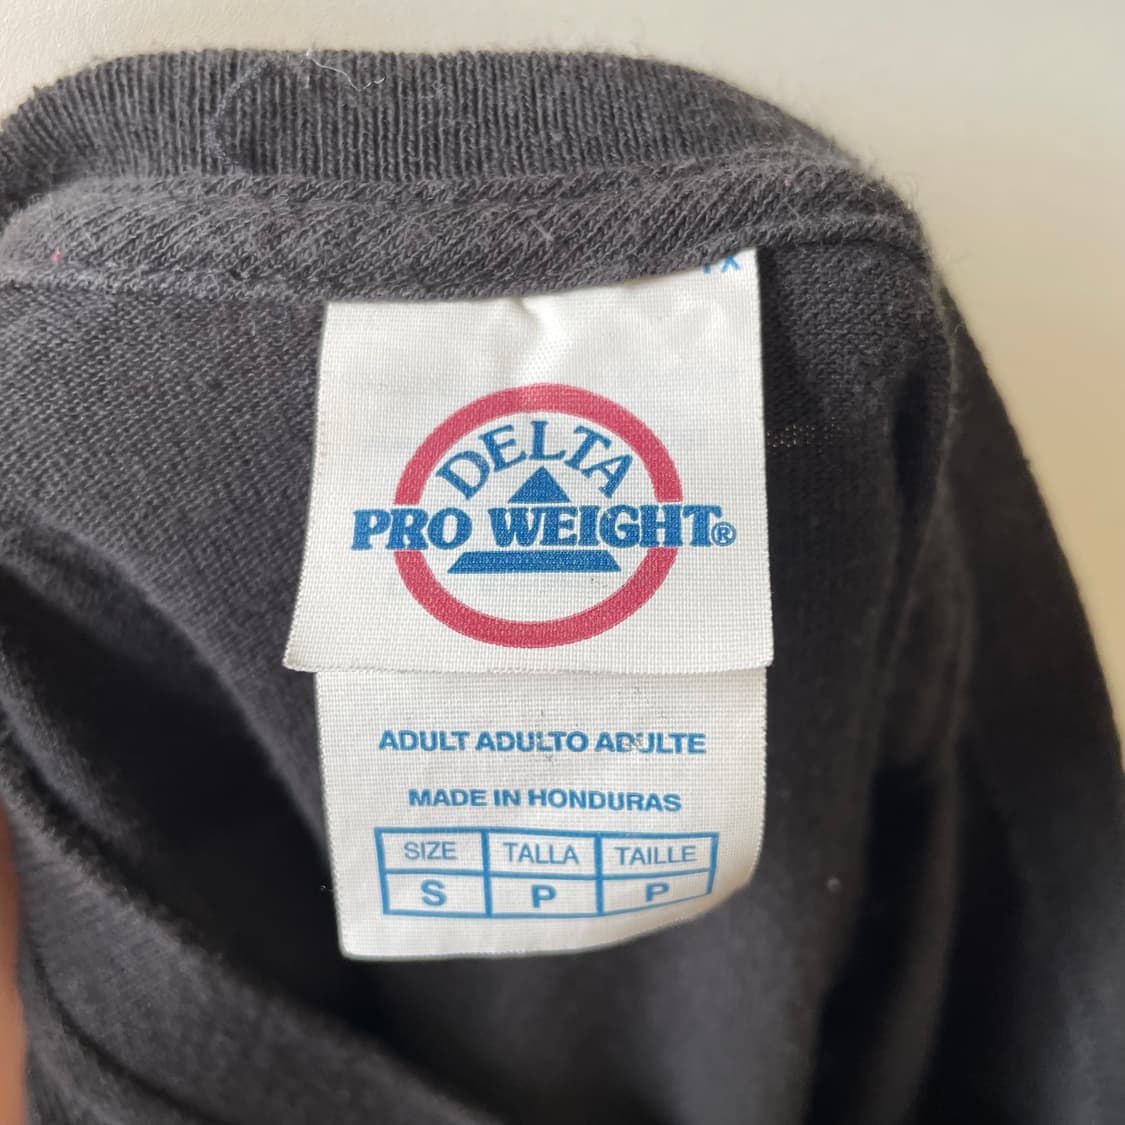 DELTA
PRO WEIGHT®
ADULT ADULTO ADULTE
MADE IN HONDURAS
SIZE TALLA TAILLE
S P P